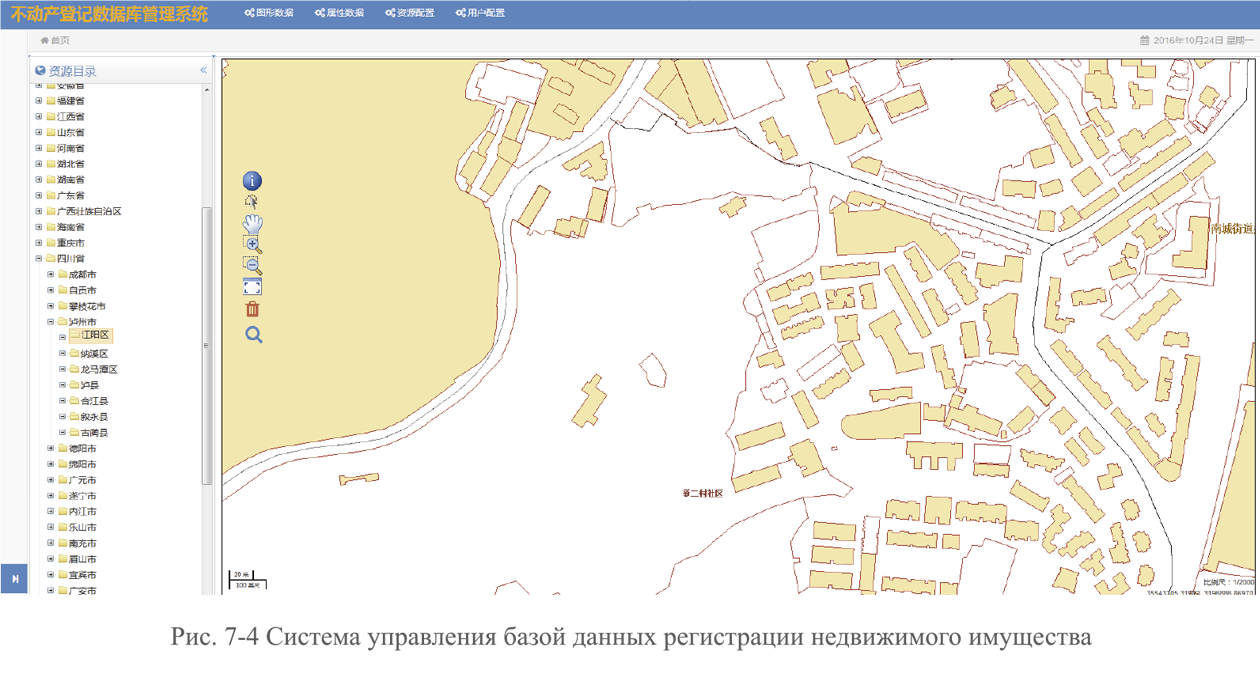 不动产登记数据库管理系统
图形数据 属性数据 资源配置 用户配置
首页 2016年10月24日 星期一
资源目录
安徽省
福建省
江西省
山东省
河南省
湖北省
湖南省
广东省
广西壮族自治区
海南省
重庆市
四川省
成都市
自贡市
攀枝花市
泸州市
江阳区
纳溪区
龙马潭区
泸县
合江县
叙永县
古蔺县
德阳市
绵阳市
广元市
遂宁市
内江市
乐山市
南充市
眉山市
宜宾市
广安市
南城街道
二村社区
20 米
100 英尺
比例尺：1/2000
Рис. 7-4 Система управления базой данных регистрации недвижимого имущества